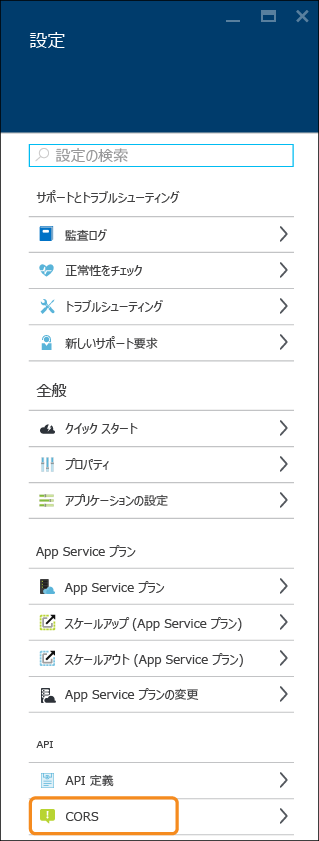 設定
設定の検索
サポートとトラブルシューティング
監査ログ
正常性をチェック
トラブルシューティング
新しいサポート要求
全般
クイック スタート
プロパティ
アプリケーションの設定
App Service プラン
App Service プラン
スケールアップ (App Service プラン)
スケールアウト (App Service プラン)
App Service プランの変更
API
API 定義
CORS